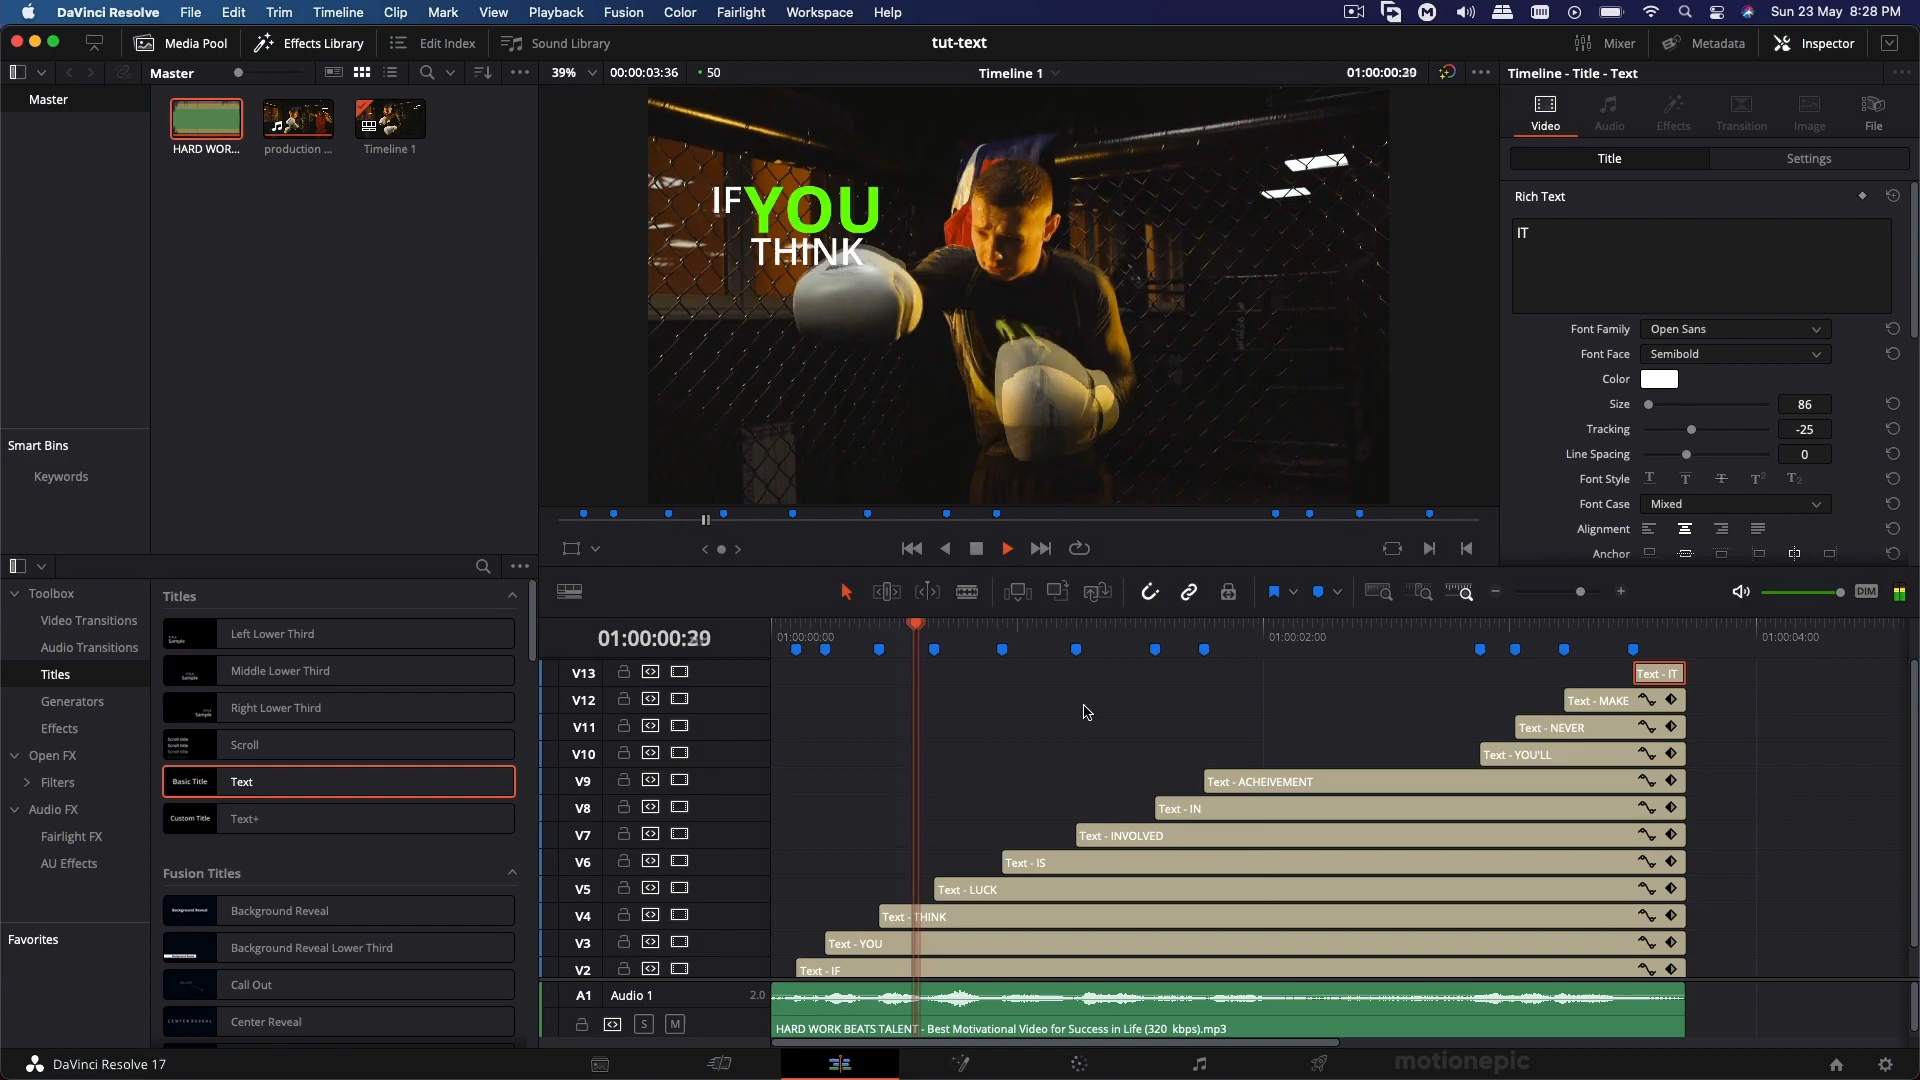 DaVinci Resolve File Edit Trim Timeline Clip Mark View Playback Fusion Color Fairlight Workspace Help Sun 23 May 8:28 PM
Media Pool Effects Library Edit Index Sound Library tut-text Mixer Metadata Inspector
Master 39% 00:00:03:36 50 Timeline 1 01:00:00:29 Timeline - Title - Text
Master
HARD WOR... production ... Timeline 1
Video Audio Effects Transition Image File
Title Settings
Rich Text
IT
IF YOU
THINK
Font Family Open Sans
Font Face Semibold
Color
Size 86
Tracking -25
Line Spacing 0
Font Style
Font Case Mixed
Alignment
Anchor
Smart Bins
Keywords
Toolbox
Video Transitions
Audio Transitions
Titles
Generators
Effects
Open FX
Filters
Audio FX
Fairlight FX
AU Effects
Favorites
Titles
Left Lower Third
Middle Lower Third
Right Lower Third
Scroll
Basic Title Text
Custom Title Text+
Fusion Titles
Background Reveal Background Reveal
Background Reveal Lower Third
Call Out
CENTER REVEAL Center Reveal
DIM
01:00:00:29 01:00:00:00 01:00:02:00 01:00:04:00
V13 Text - IT
V12 Text - MAKE
V11 Text - NEVER
V10 Text - YOU'LL
V9 Text - ACHEIVEMENT
V8 Text - IN
V7 Text - INVOLVED
V6 Text - IS
V5 Text - LUCK
V4 Text - THINK
V3 Text - YOU
V2 Text - IF
A1 Audio 1 2.0
S M HARD WORK BEATS TALENT - Best Motivational Video for Success in Life (320 kbps).mp3
DaVinci Resolve 17 motionepic